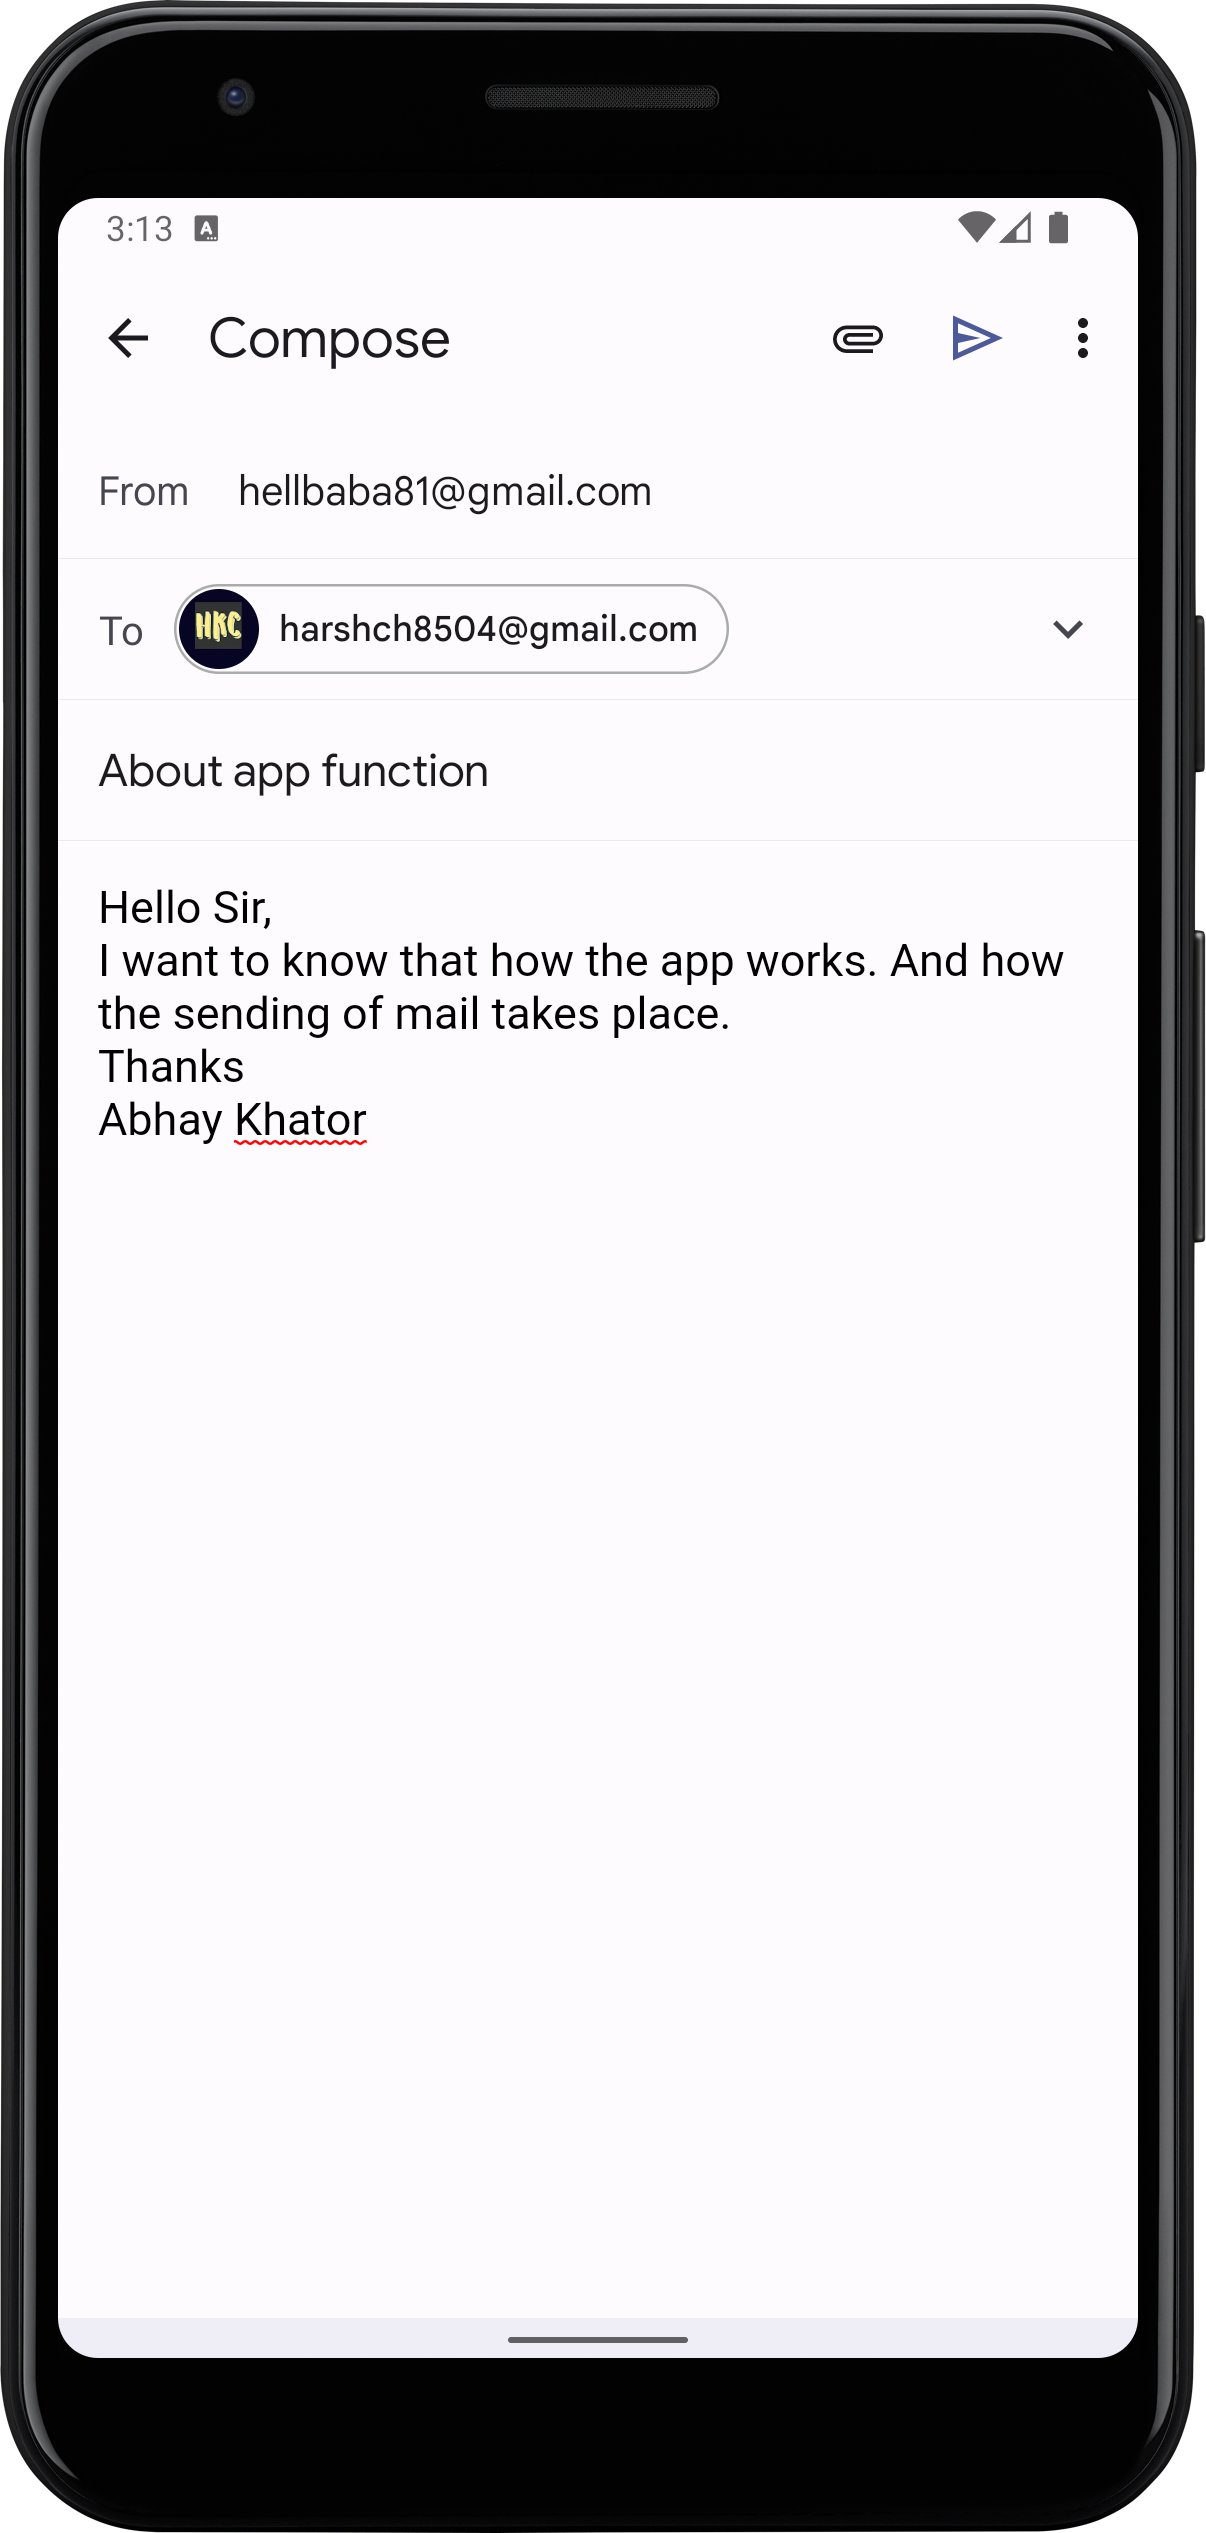 3:13 A
Compose
From hellbaba81@gmail.com
To HKC harshch8504@gmail.com
About app function
Hello Sir,
I want to know that how the app works. And how
the sending of mail takes place.
Thanks
Abhay Khator